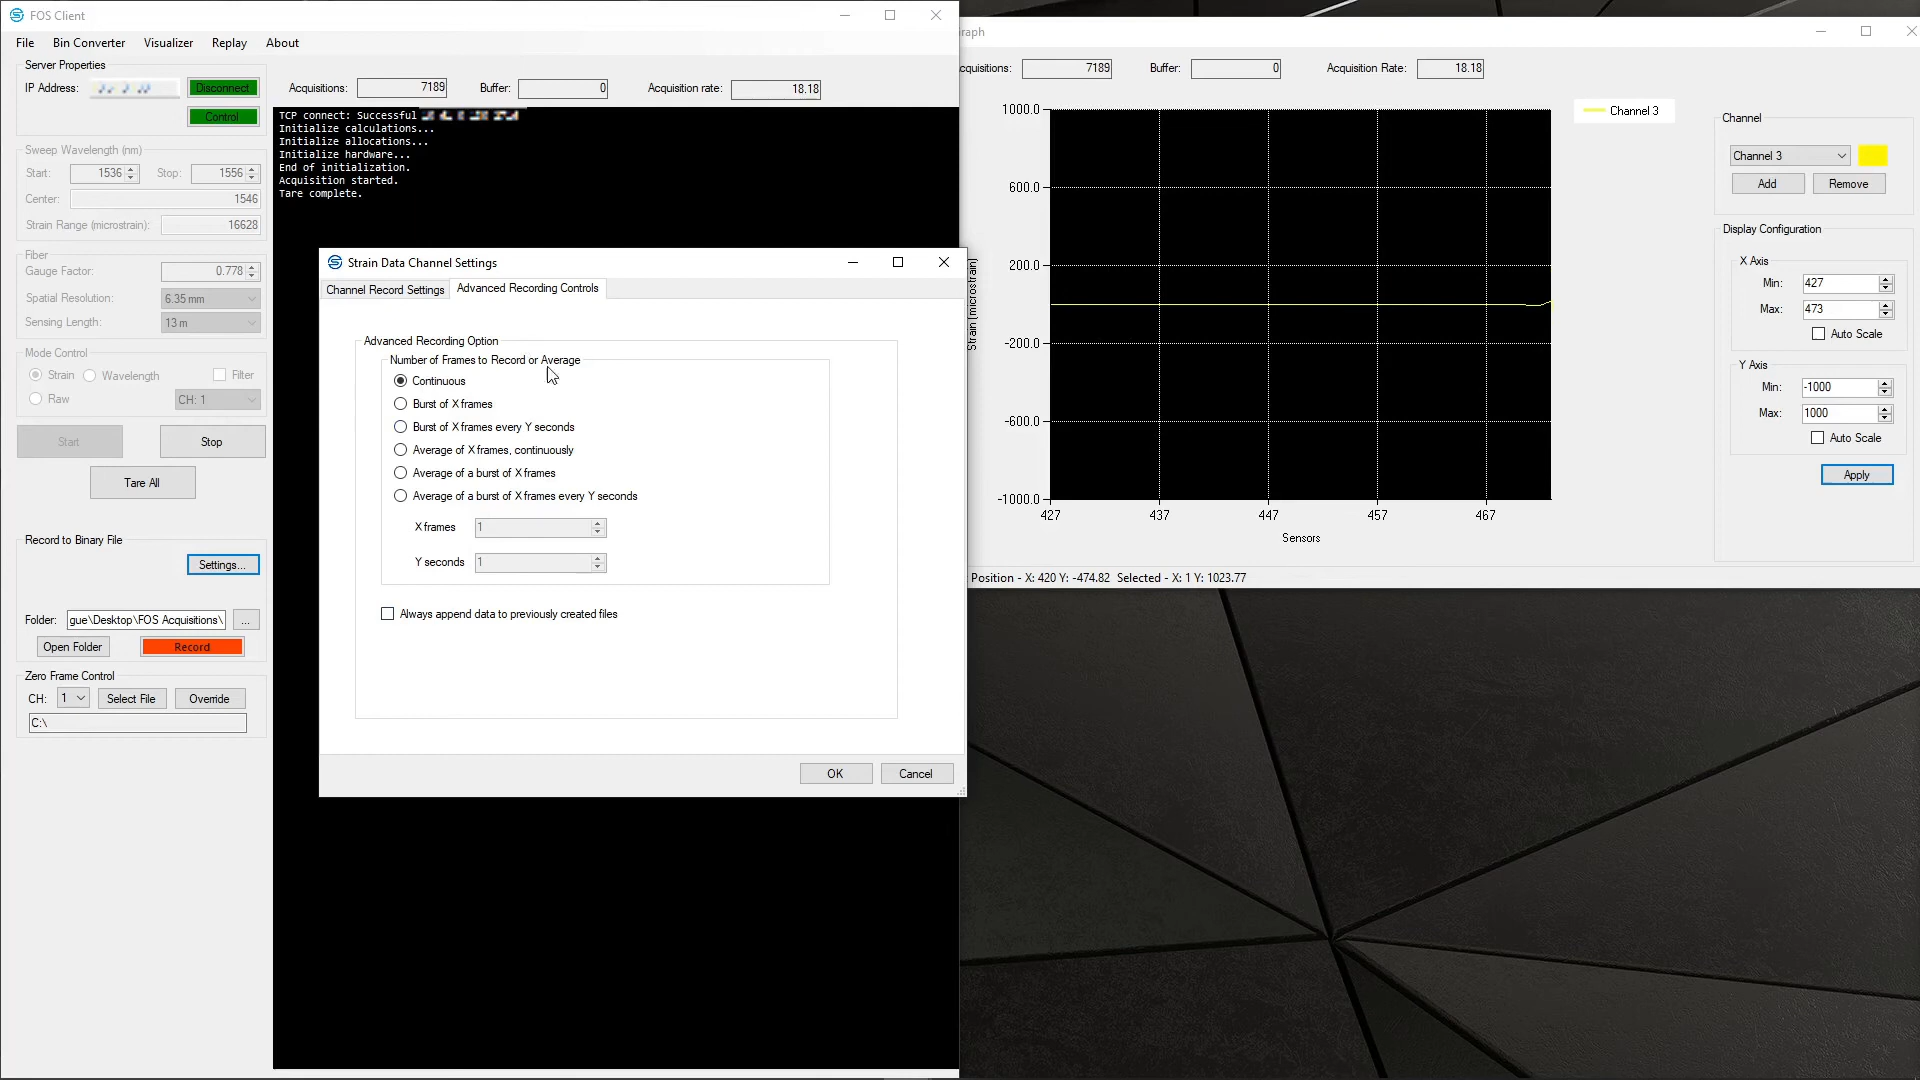 FOS Client
File Bin Converter Visualizer Replay About
Server Properties
IP Address:
Disconnect
Control
Acquisitions: 7189 Buffer: 0 Acquisition rate: 18.18
TCP connect: Successful
Initialize calculations...
Initialize allocations...
Initialize hardware...
End of initialization.
Acquisition started.
Tare complete.
Sweep Wavelength (nm)
Start: 1536 Stop: 1556
Center: 1546
Strain Range (microstrain): 16628
Fiber
Gauge Factor: 0.778
Spatial Resolution: 6.35 mm
Sensing Length: 13 m
Mode Control
Strain Wavelength Filter
Raw CH: 1
Start Stop
Tare All
Record to Binary File
Settings...
Folder: gue\Desktop\FOS Acquisitions\ ...
Open Folder Record
Zero Frame Control
CH: 1 Select File Override
C:\
Strain Data Channel Settings
Channel Record Settings Advanced Recording Controls
Advanced Recording Option
Number of Frames to Record or Average
Continuous
Burst of X frames
Burst of X frames every Y seconds
Average of X frames, continuously
Average of a burst of X frames
Average of a burst of X frames every Y seconds
X frames 1
Y seconds 1
Always append data to previously created files
OK Cancel
raph
cquisitions: 7189 Buffer: 0 Acquisition Rate: 18.18
1000.0
600.0
200.0
-200.0
-600.0
-1000.0
Strain (microstrain)
427 437 447 457 467
Sensors
Channel 3
Position - X: 420 Y: -474.82 Selected - X: 1 Y: 1023.77
Channel
Channel 3
Add Remove
Display Configuration
X Axis
Min: 427
Max: 473
Auto Scale
Y Axis
Min: -1000
Max: 1000
Auto Scale
Apply